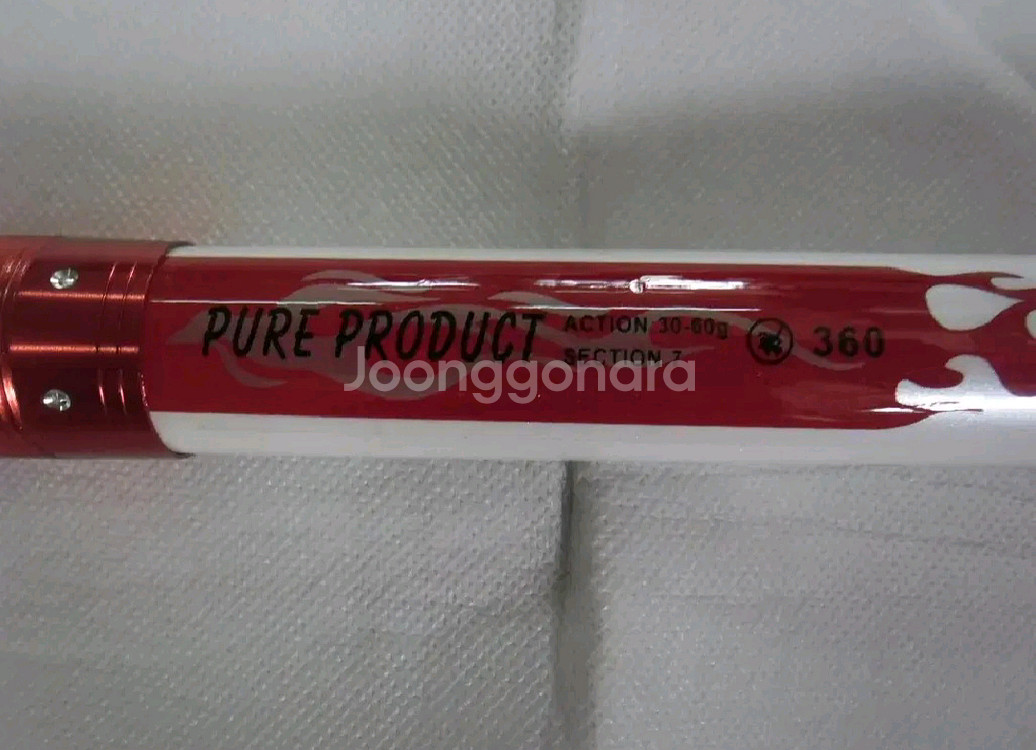 PURE PRODUCT
ACTION 30-60g
SECTION 7
360
Joonggonara